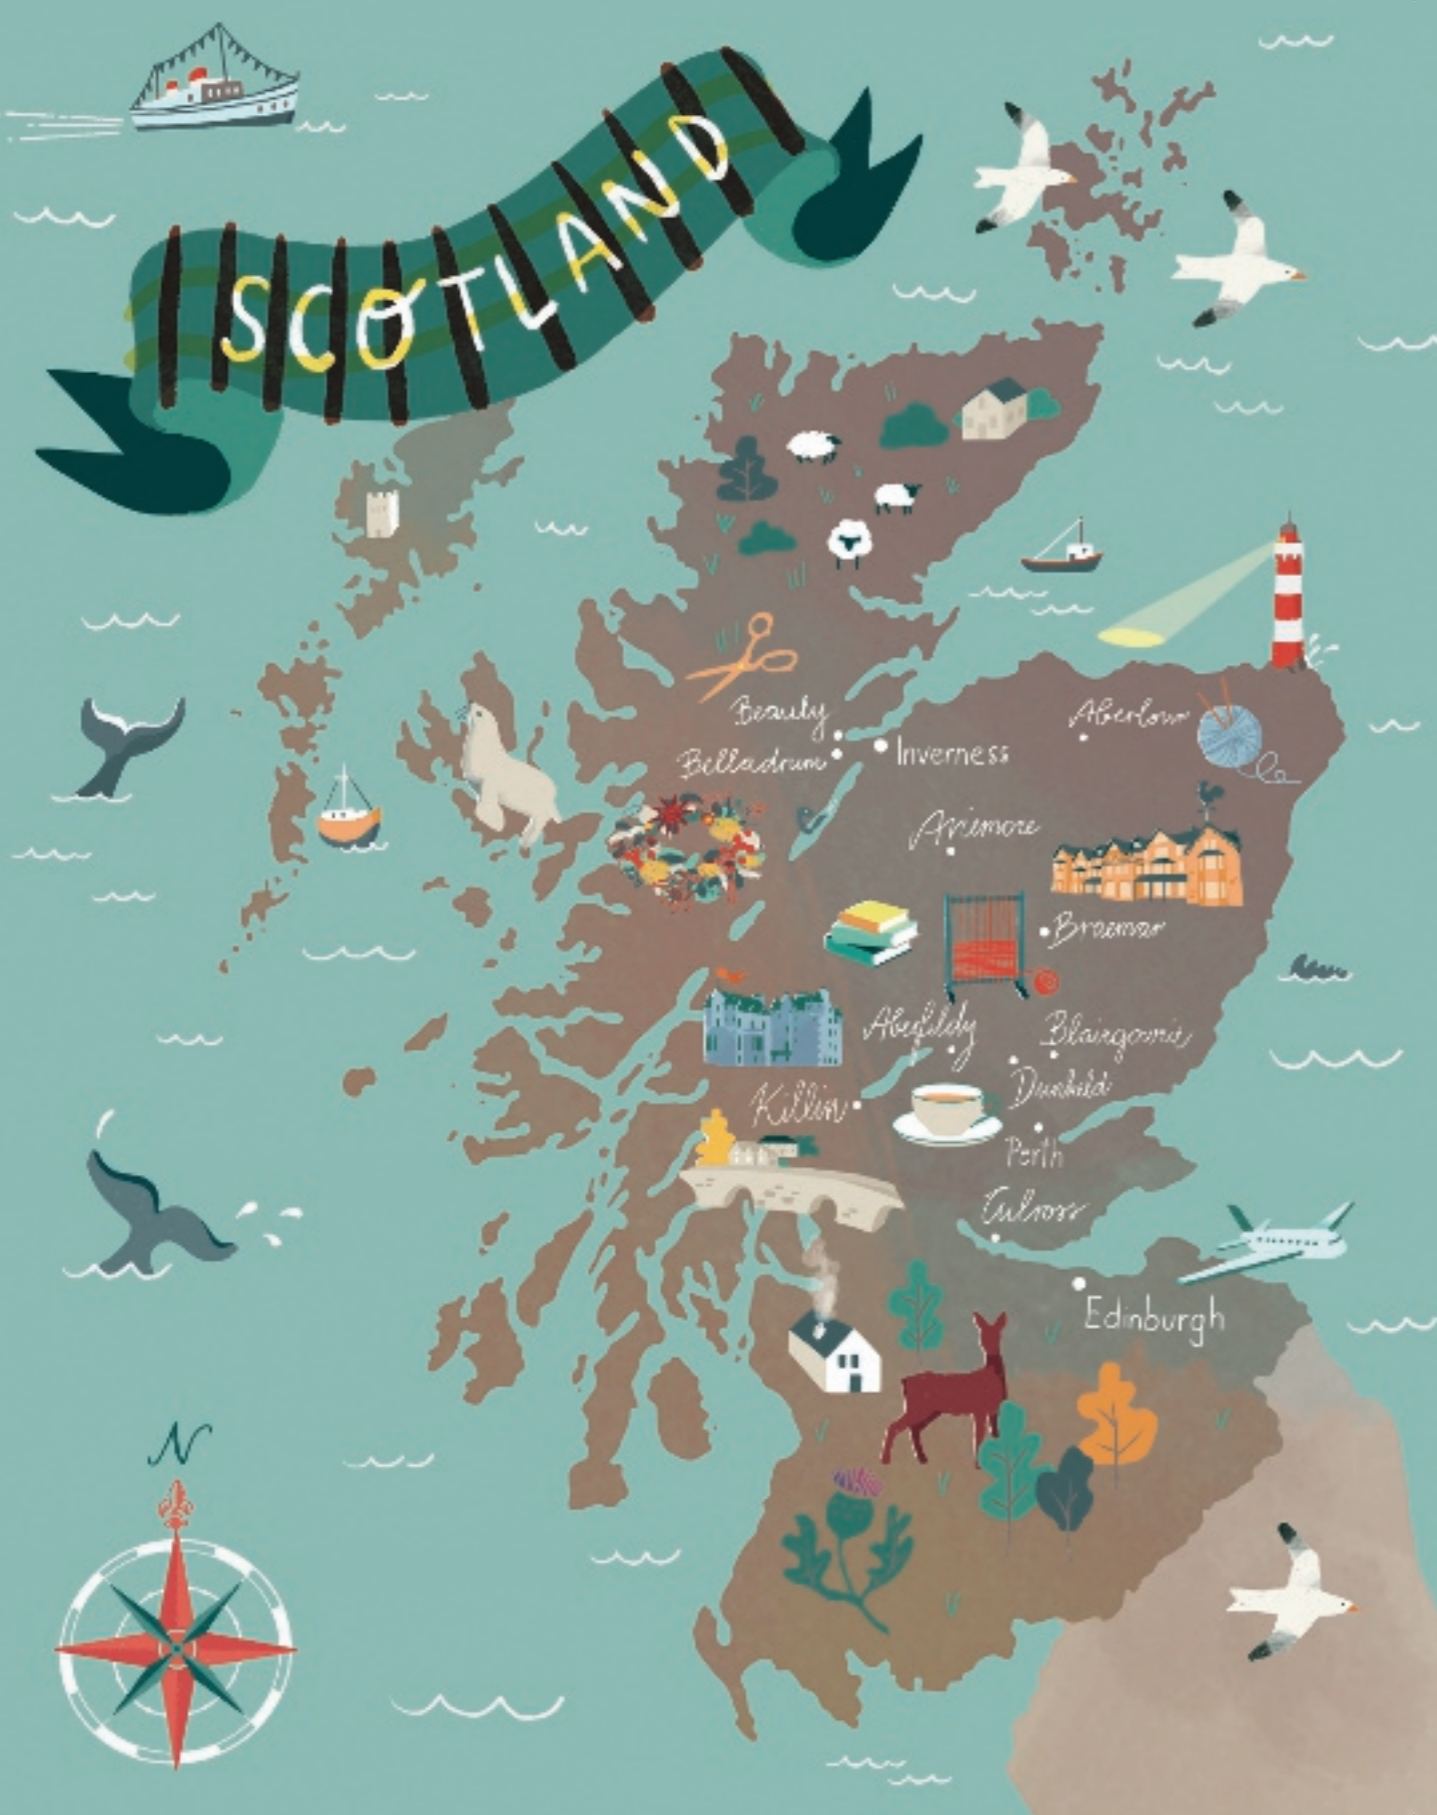 SCOTLAND
Beauly
Belladrum
Inverness
Aberlour
Aviemore
Braemar
Aberfeldy
Blairgowrie
Dunkeld
Killin
Perth
Culross
Edinburgh
N